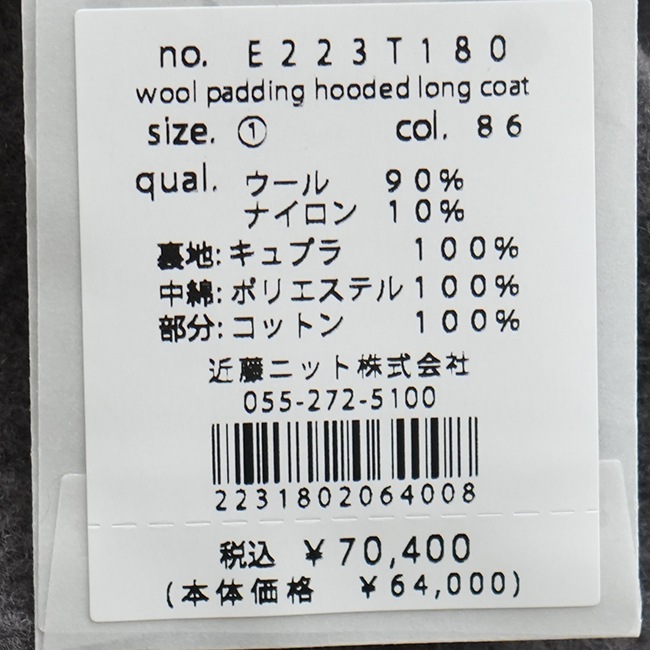 no. E223T180
wool padding hooded long coat
size. ① col. 86
qual. ウール 90%
ナイロン 10%
裏地:キュプラ 100%
中綿:ポリエステル 100%
部分:コットン 100%
近藤ニット株式会社
055-272-5100
2231802064008
税込 ¥70,400
(本体価格 ¥64,000)